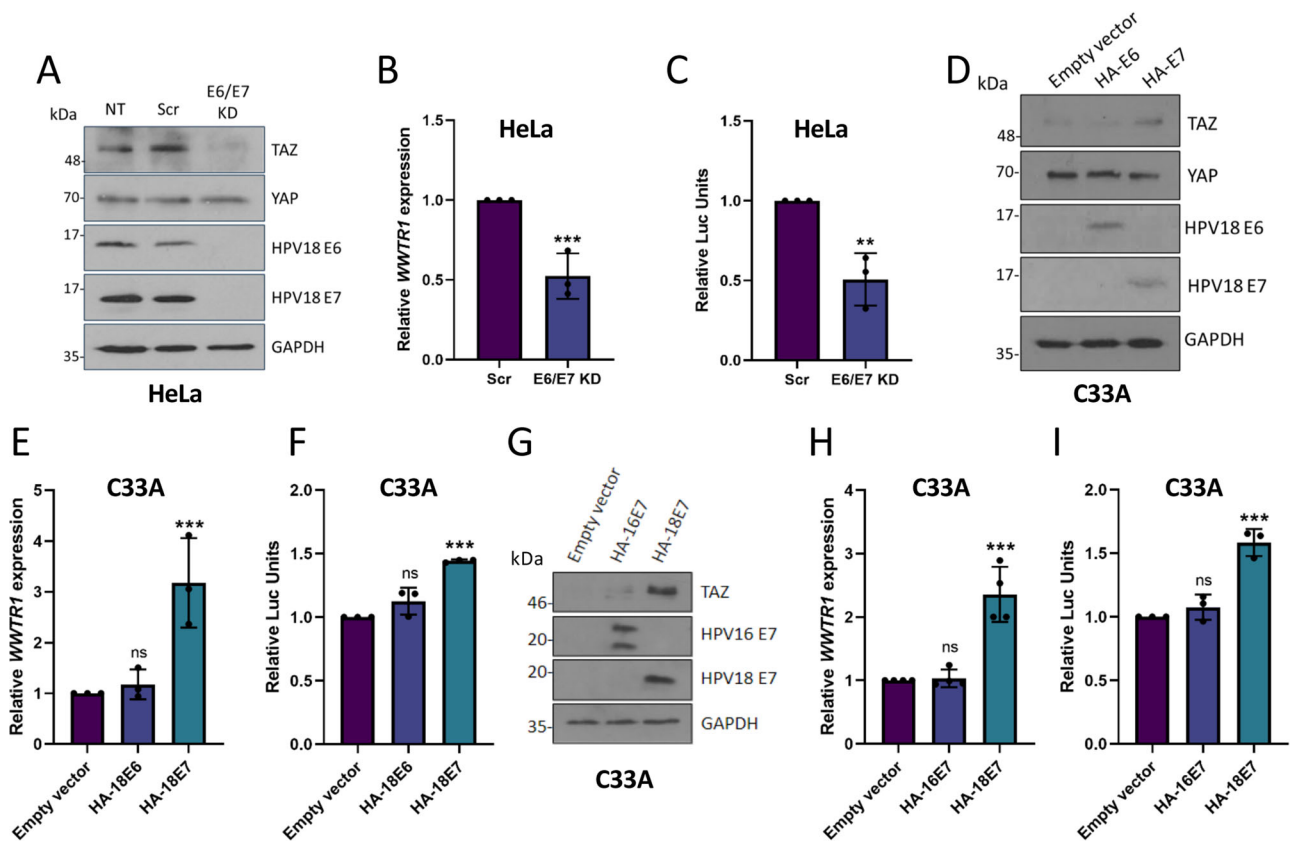 A
kDa
NT
Scr
E6/E7
KD
48-
TAZ
70-
YAP
17-
HPV18 E6
17-
HPV18 E7
35-
GAPDH
HeLa
B
HeLa
Relative WWTR1 expression
1.5
1.0
0.5
0.0
***
Scr
E6/E7 KD
C
HeLa
Relative Luc Units
1.5
1.0
0.5
0.0
**
Scr
E6/E7 KD
D
kDa
Empty vector
HA-E6
HA-E7
48-
TAZ
70-
YAP
17-
HPV18 E6
17-
HPV18 E7
35-
GAPDH
C33A
E
C33A
Relative WWTR1 expression
5
4
3
2
1
0
ns
***
Empty vector
HA-18E6
HA-18E7
F
C33A
Relative Luc Units
2.0
1.5
1.0
0.5
0.0
ns
***
Empty vector
HA-18E6
HA-18E7
G
kDa
Empty vector
HA-16E7
HA-18E7
46-
TAZ
20-
HPV16 E7
20-
HPV18 E7
35-
GAPDH
C33A
H
C33A
Relative WWTR1 expression
4
3
2
1
0
ns
***
Empty vector
HA-16E7
HA-18E7
I
C33A
Relative Luc Units
2.0
1.5
1.0
0.5
0.0
ns
***
Empty vector
HA-16E7
HA-18E7